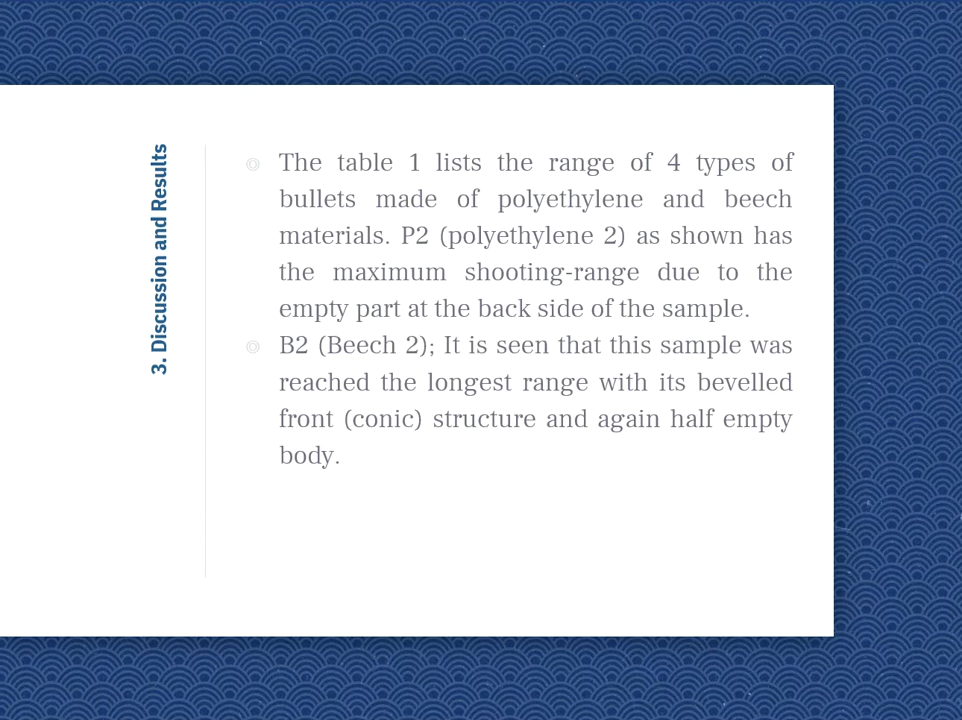 3. Discussion and Results
The table 1 lists the range of 4 types of
bullets made of polyethylene and beech
materials. P2 (polyethylene 2) as shown has
the maximum shooting-range due to the
empty part at the back side of the sample.
B2 (Beech 2); It is seen that this sample was
reached the longest range with its bevelled
front (conic) structure and again half empty
body.